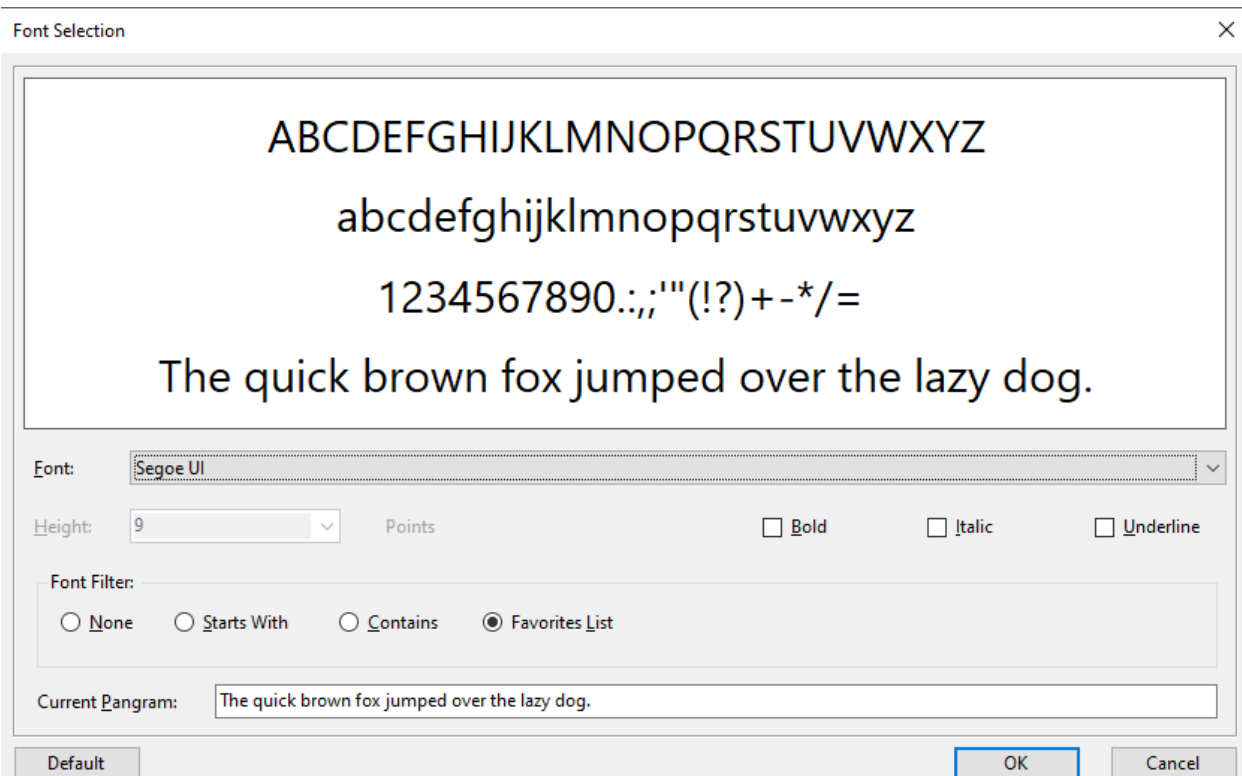 Font Selection
ABCDEFGHIJKLMNOPQRSTUVWXYZ
abcdefghijklmnopqrstuvwxyz
1234567890.:,;'"(!?)+-*/=
The quick brown fox jumped over the lazy dog.
Font: Segoe UI
Height: 9 Points Bold Italic Underline
Font Filter:
None Starts With Contains Favorites List
Current Pangram: The quick brown fox jumped over the lazy dog.
Default OK Cancel